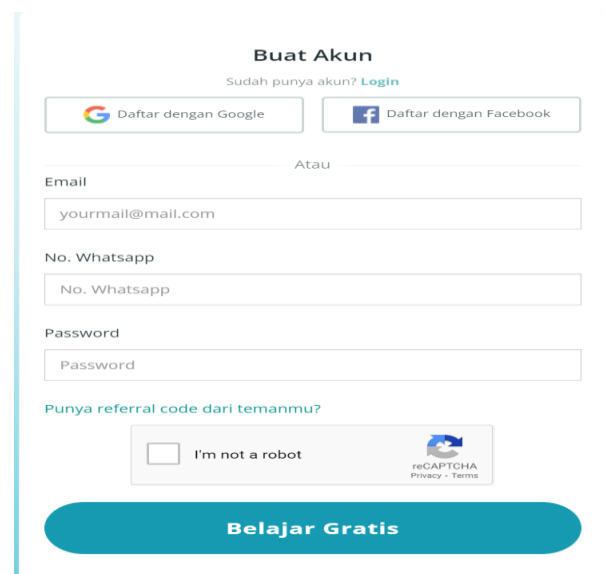 Buat Akun
Sudah punya akun? Login
Daftar dengan Google
Daftar dengan Facebook
Atau
Email
yourmail@mail.com
No. Whatsapp
No. Whatsapp
Password
Password
Punya referral code dari temanmu?
I'm not a robot
reCAPTCHA
Privacy - Terms
Belajar Gratis